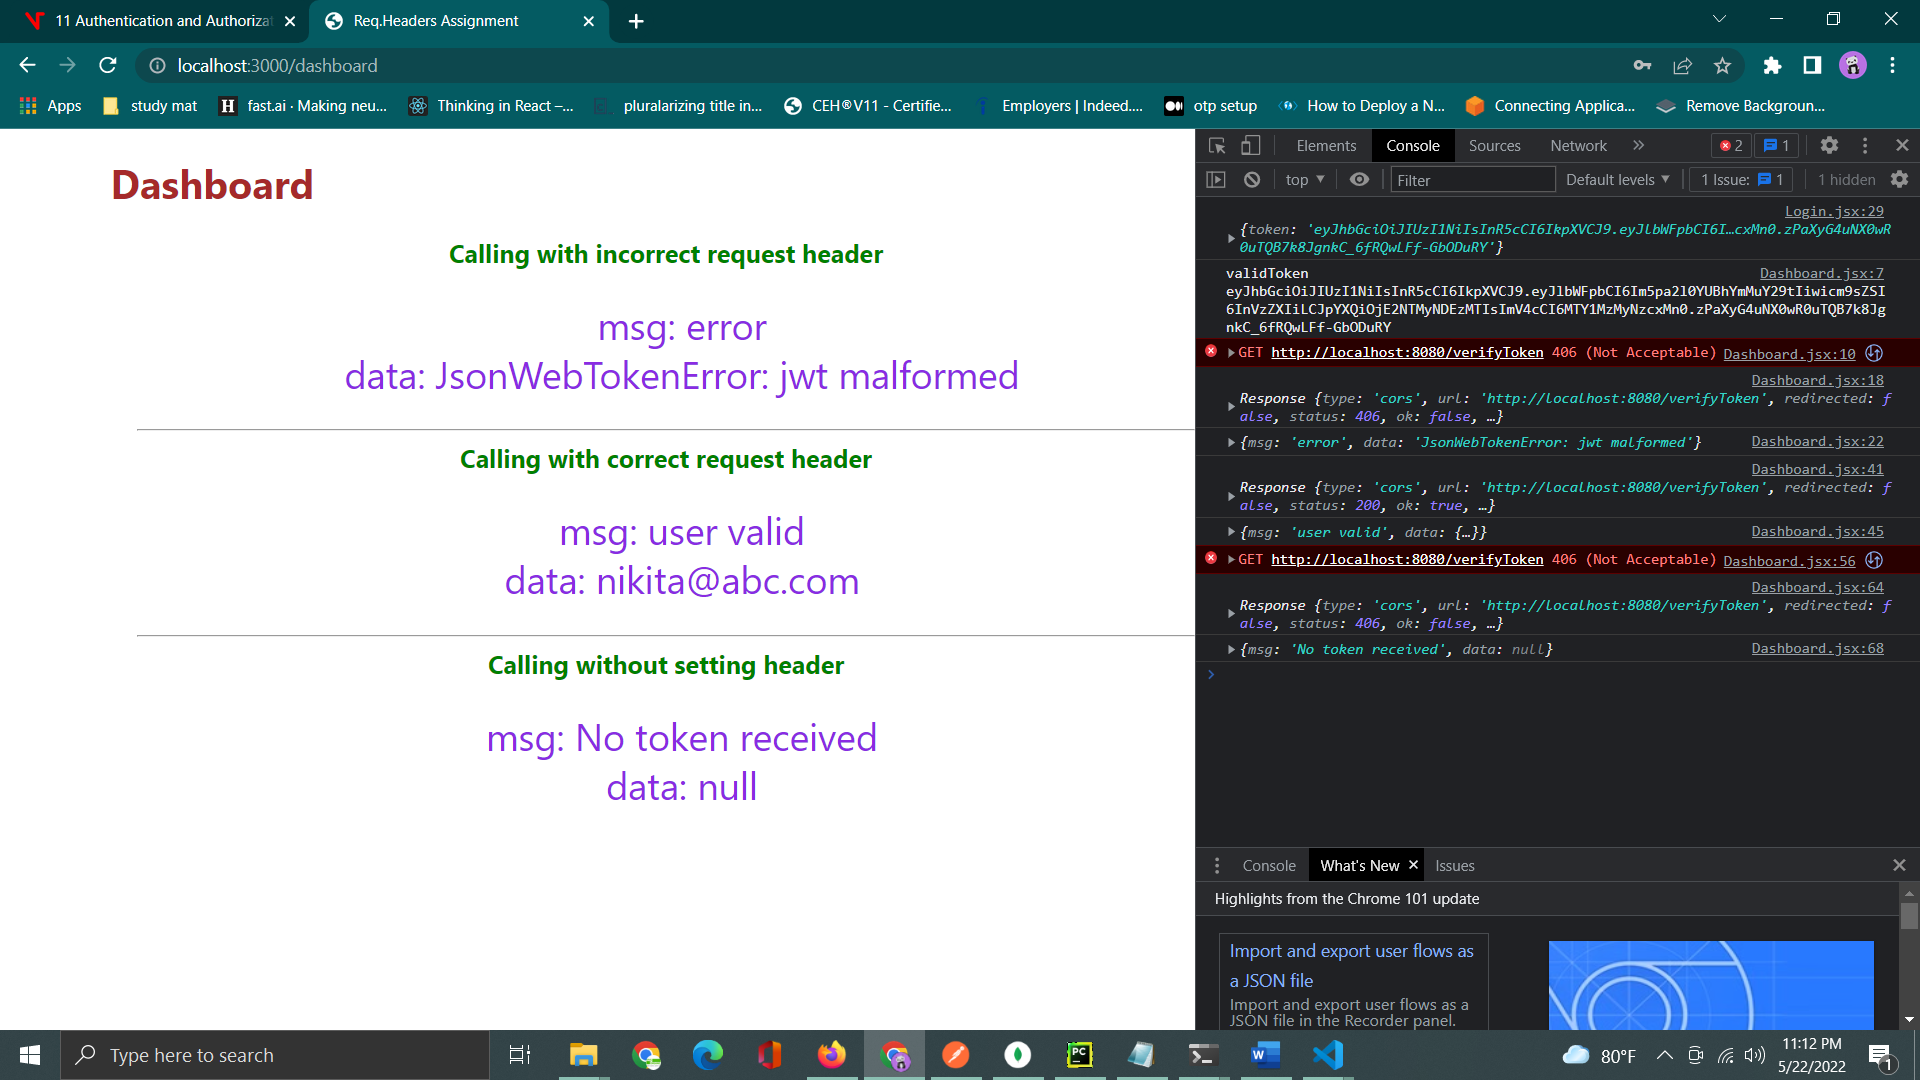 11 Authentication and Authorizat
Req.Headers Assignment
localhost:3000/dashboard
Apps
study mat
fast.ai · Making neu...
Thinking in React –...
pluralarizing title in...
CEH®V11 - Certifie...
Employers | Indeed....
otp setup
How to Deploy a N...
Connecting Applica...
Remove Backgroun...
Dashboard
Calling with incorrect request header
msg: error
data: JsonWebTokenError: jwt malformed
Calling with correct request header
msg: user valid
data: nikita@abc.com
Calling without setting header
msg: No token received
data: null
Elements Console Sources Network » 2 1
top Filter Default levels 1 Issue: 1 1 hidden
Login.jsx:29
{token: 'eyJhbGciOiJIUzI1NiIsInR5cCI6IkpXVCJ9.eyJlbWFpbCI6I…cxMn0.zPaXyG4uNX0wR
0uTQB7k8JgnkC_6fRQwLFf-GbODuRY'}
validToken Dashboard.jsx:7
eyJhbGciOiJIUzI1NiIsInR5cCI6IkpXVCJ9.eyJlbWFpbCI6Im5pa2l0YUBhYmMuY29tIiwicm9sZSI
6InVzZXIiLCJpYXQiOjE2NTMyNDEzMTIsImV4cCI6MTY1MzMyNzcxMn0.zPaXyG4uNX0wR0uTQB7k8Jg
nkC_6fRQwLFf-GbODuRY
GET http://localhost:8080/verifyToken 406 (Not Acceptable) Dashboard.jsx:10
Dashboard.jsx:18
Response {type: 'cors', url: 'http://localhost:8080/verifyToken', redirected: f
alse, status: 406, ok: false, …}
{msg: 'error', data: 'JsonWebTokenError: jwt malformed'} Dashboard.jsx:22
Dashboard.jsx:41
Response {type: 'cors', url: 'http://localhost:8080/verifyToken', redirected: f
alse, status: 200, ok: true, …}
{msg: 'user valid', data: {…}} Dashboard.jsx:45
GET http://localhost:8080/verifyToken 406 (Not Acceptable) Dashboard.jsx:56
Dashboard.jsx:64
Response {type: 'cors', url: 'http://localhost:8080/verifyToken', redirected: f
alse, status: 406, ok: false, …}
{msg: 'No token received', data: null} Dashboard.jsx:68
Console What's New Issues
Highlights from the Chrome 101 update
Import and export user flows as
a JSON file
Import and export user flows as a
JSON file in the Recorder panel.
Type here to search
80°F
11:12 PM
5/22/2022
1